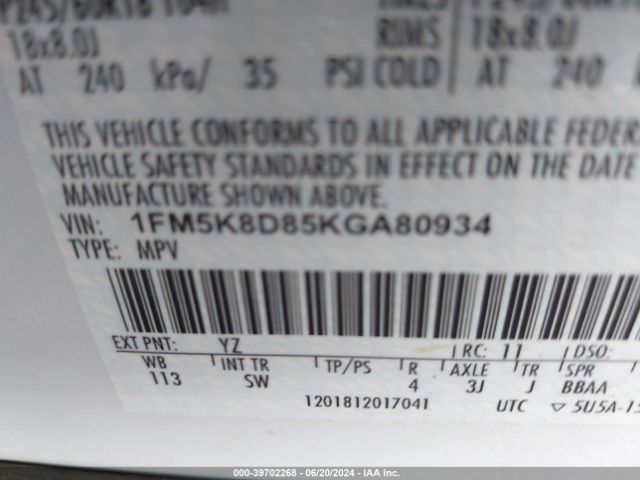 18x8.0J RIMS 18x8.0J
AT 240 kPa/ 35 PSI COLD AT 240
THIS VEHICLE CONFORMS TO ALL APPLICABLE FEDER
VEHICLE SAFETY STANDARDS IN EFFECT ON THE DATE
MANUFACTURE SHOWN ABOVE.
VIN: 1FM5K8D85KGA80934
TYPE: MPV
EXT PNT: YZ RC: 11 DSO:
WB INT TR TP/PS R AXLE TR SPR
113 SW 4 3J J BBAA
1201812017041 UTC ▽ 5U5A-15
000-39702268 - 06/20/2024 - IAA Inc.